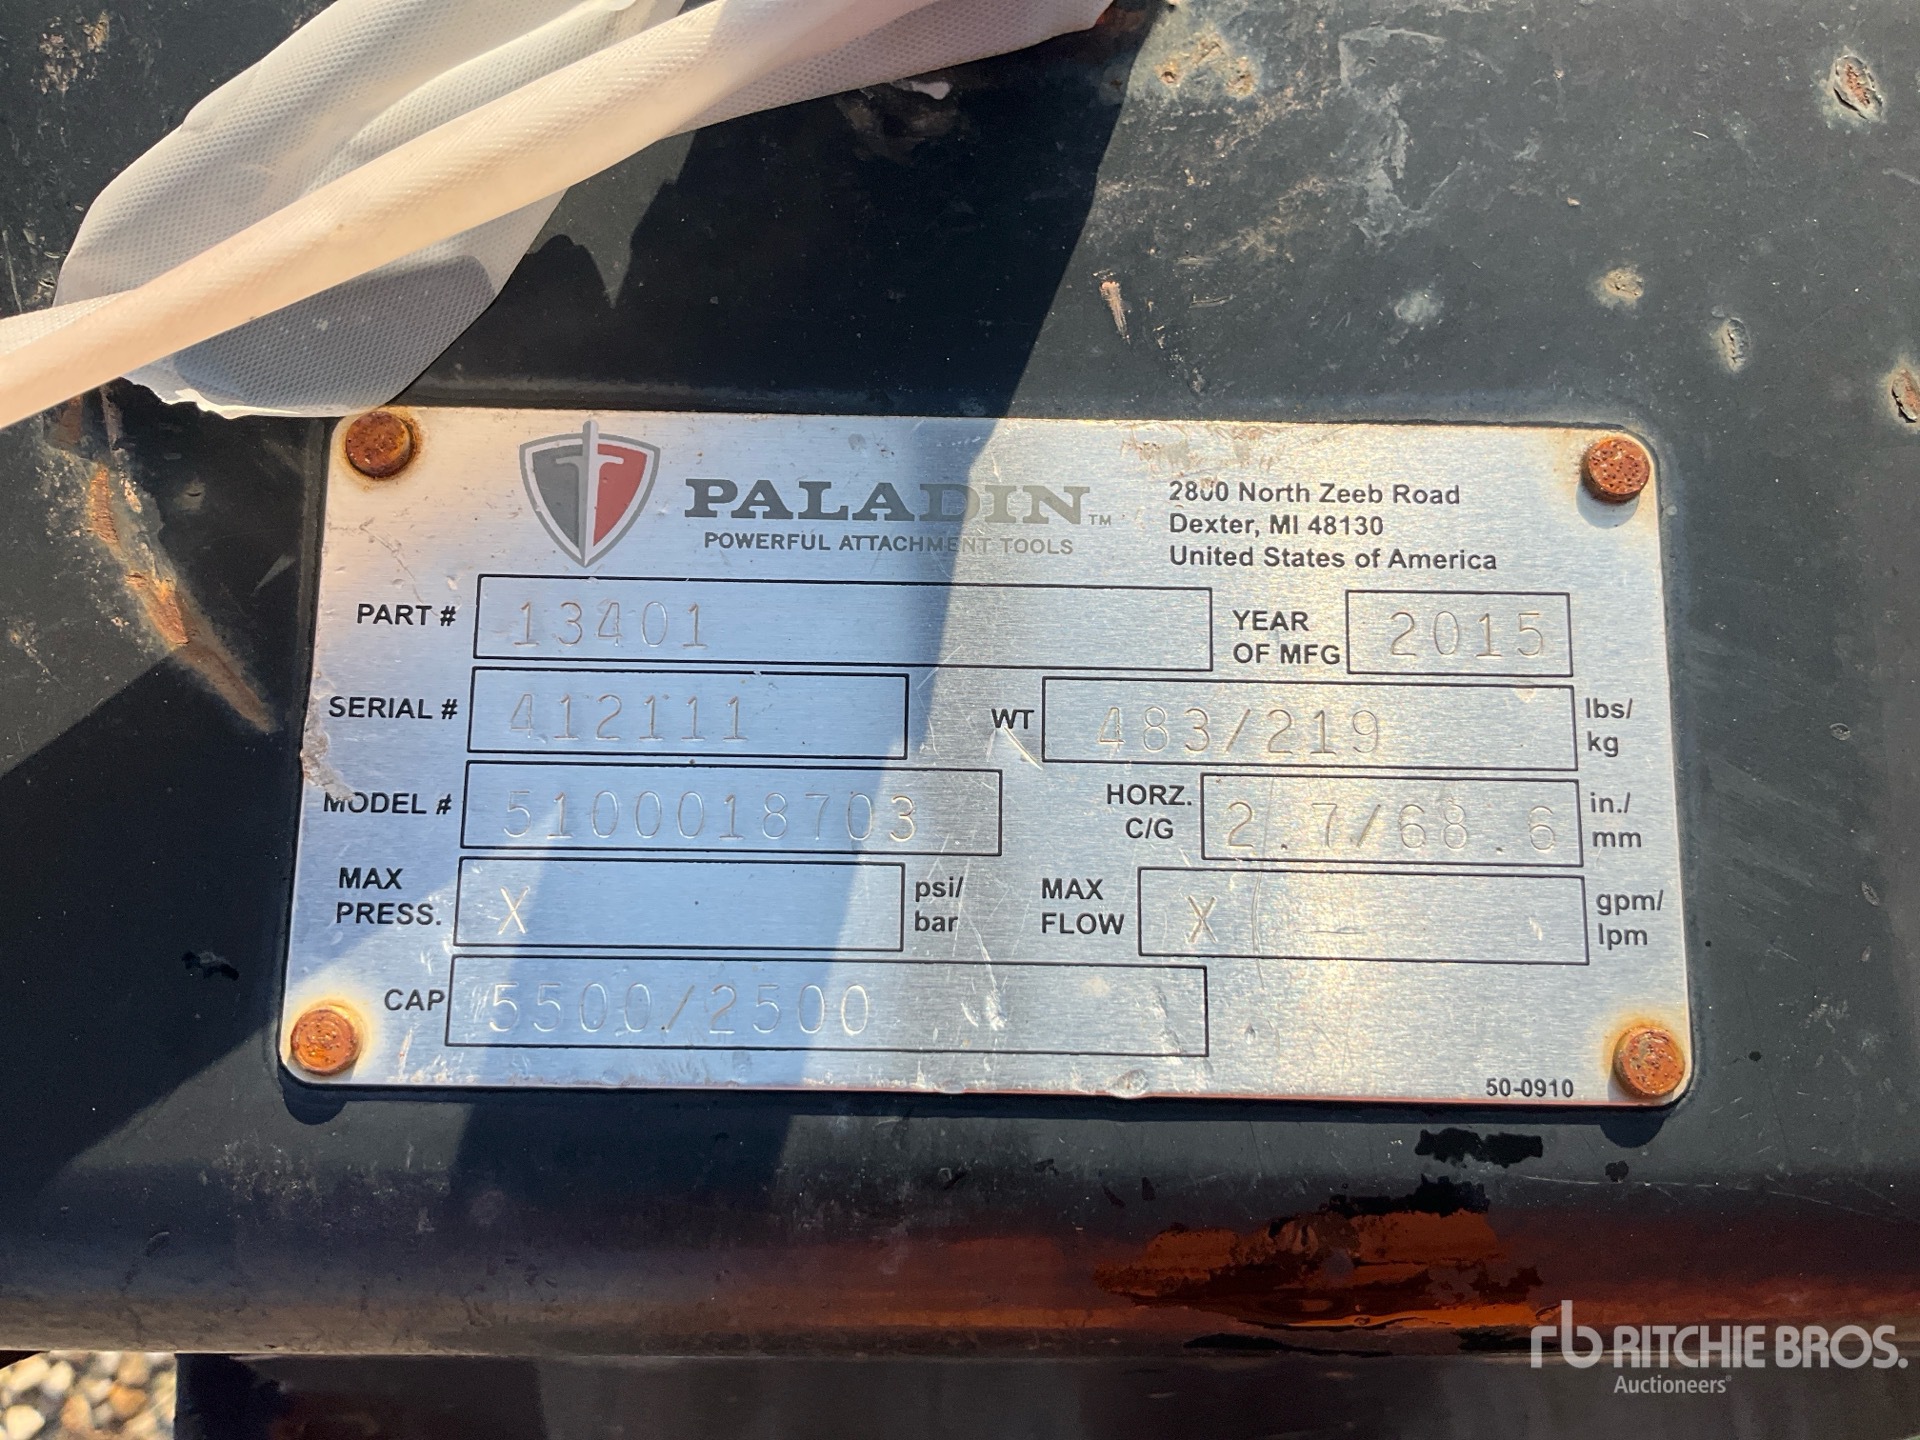 PALADIN™
POWERFUL ATTACHMENT TOOLS
2800 North Zeeb Road
Dexter, MI 48130
United States of America
PART # 13401
YEAR OF MFG 2015
SERIAL # 412111
WT 483/219 lbs/kg
MODEL # 5100018703
HORZ. C/G 2.7/68.6 in./mm
MAX PRESS. X psi/bar
MAX FLOW X gpm/lpm
CAP 5500/2500
50-0910
rb RITCHIE BROS.
Auctioneers®